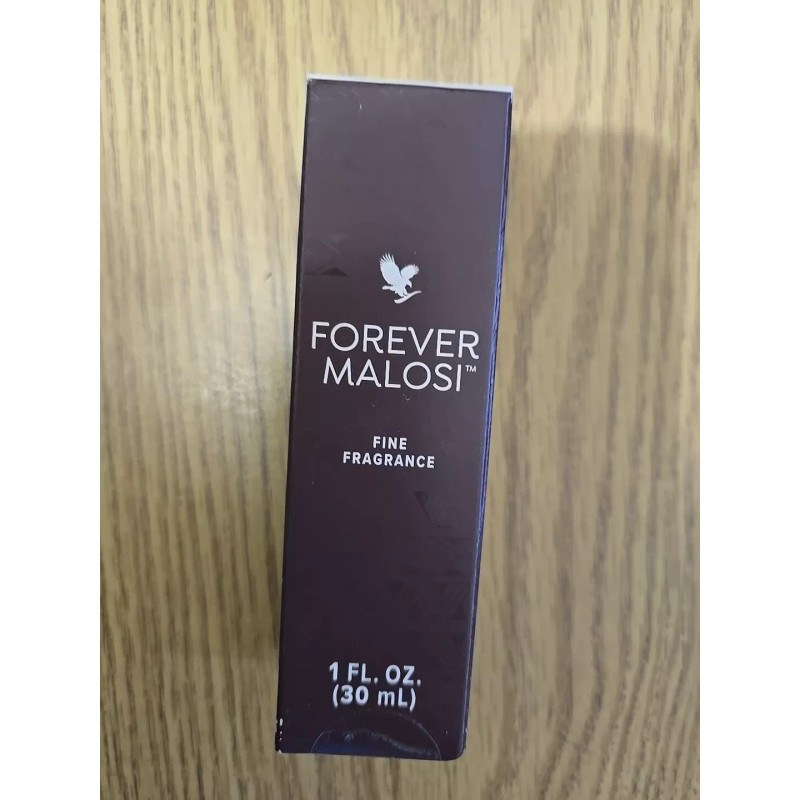 FOREVER
MALOSI™
FINE
FRAGRANCE
1 FL. OZ.
(30 mL)